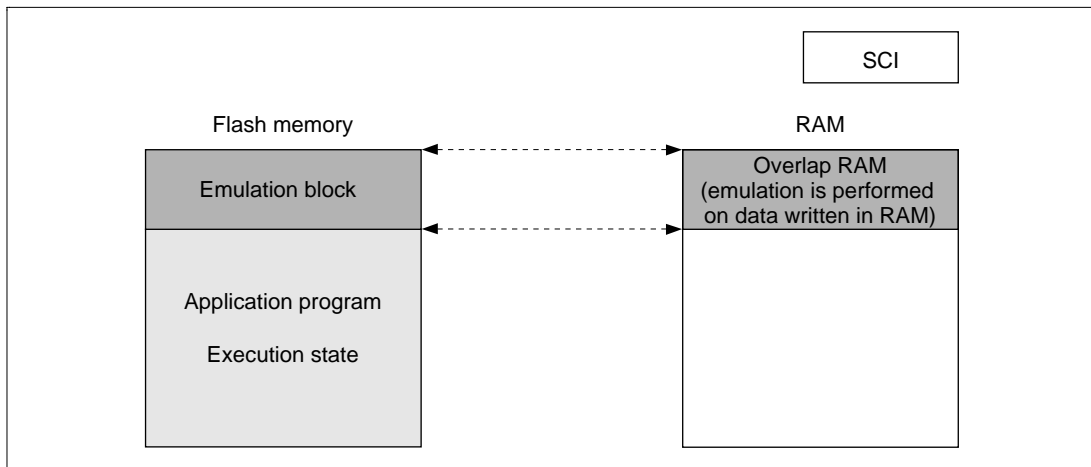 SCI
Flash memory
RAM
Emulation block
Overlap RAM
(emulation is performed
on data written in RAM)
Application program
Execution state